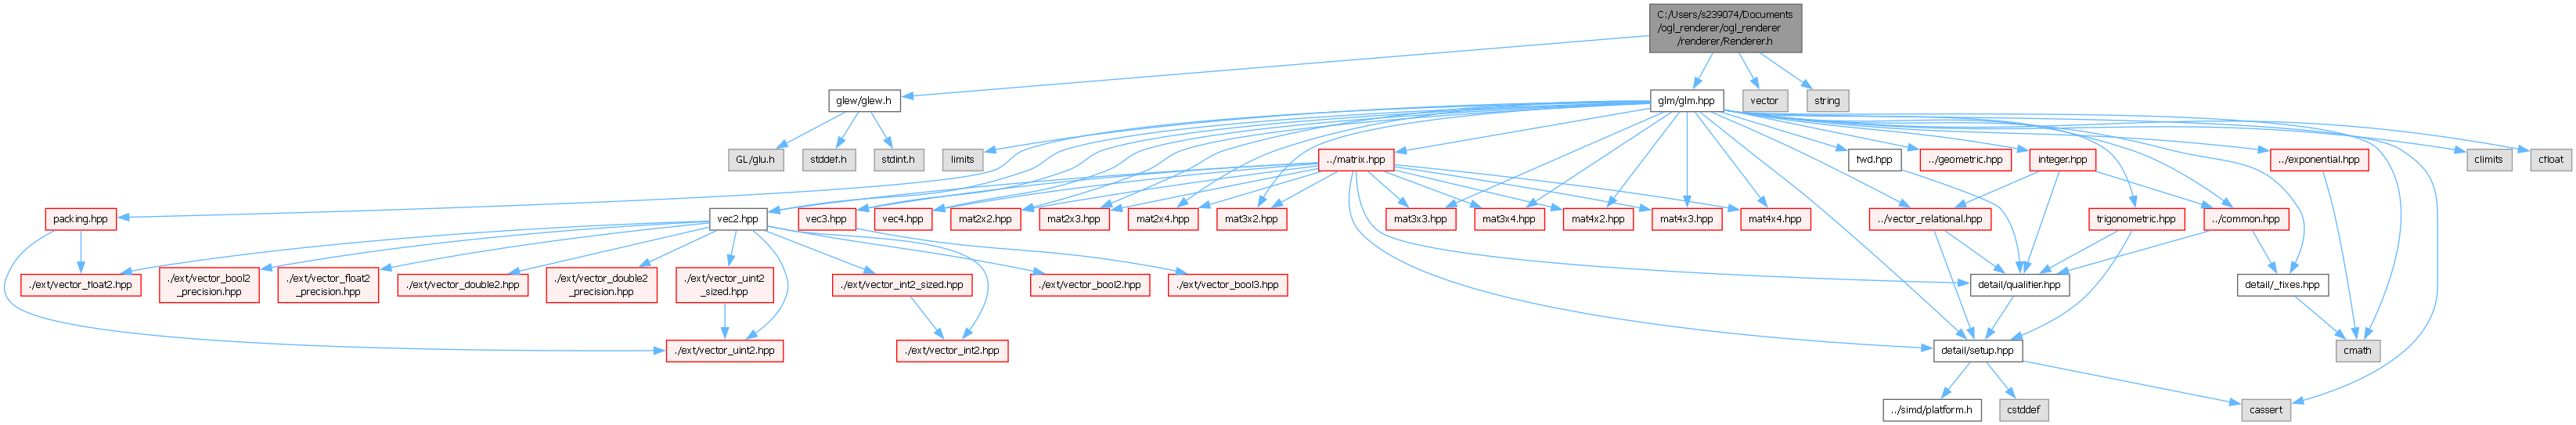 C:/Users/s239074/Documents
/ogl_renderer/ogl_renderer
/renderer/Renderer.h
glew/glew.h
glm/glm.hpp
vector
string
GL/glu.h
stddef.h
stdint.h
limits
../matrix.hpp
fwd.hpp
../geometric.hpp
integer.hpp
../exponential.hpp
climits
cfloat
packing.hpp
vec2.hpp
vec3.hpp
vec4.hpp
mat2x2.hpp
mat2x3.hpp
mat2x4.hpp
mat3x2.hpp
mat3x3.hpp
mat3x4.hpp
mat4x2.hpp
mat4x3.hpp
mat4x4.hpp
../vector_relational.hpp
trigonometric.hpp
../common.hpp
./ext/vector_float2.hpp
./ext/vector_bool2
_precision.hpp
./ext/vector_float2
_precision.hpp
./ext/vector_double2.hpp
./ext/vector_double2
_precision.hpp
./ext/vector_uint2
_sized.hpp
./ext/vector_int2_sized.hpp
./ext/vector_bool2.hpp
./ext/vector_bool3.hpp
detail/qualifier.hpp
detail/_fixes.hpp
./ext/vector_uint2.hpp
./ext/vector_int2.hpp
detail/setup.hpp
cmath
../simd/platform.h
cstddef
cassert